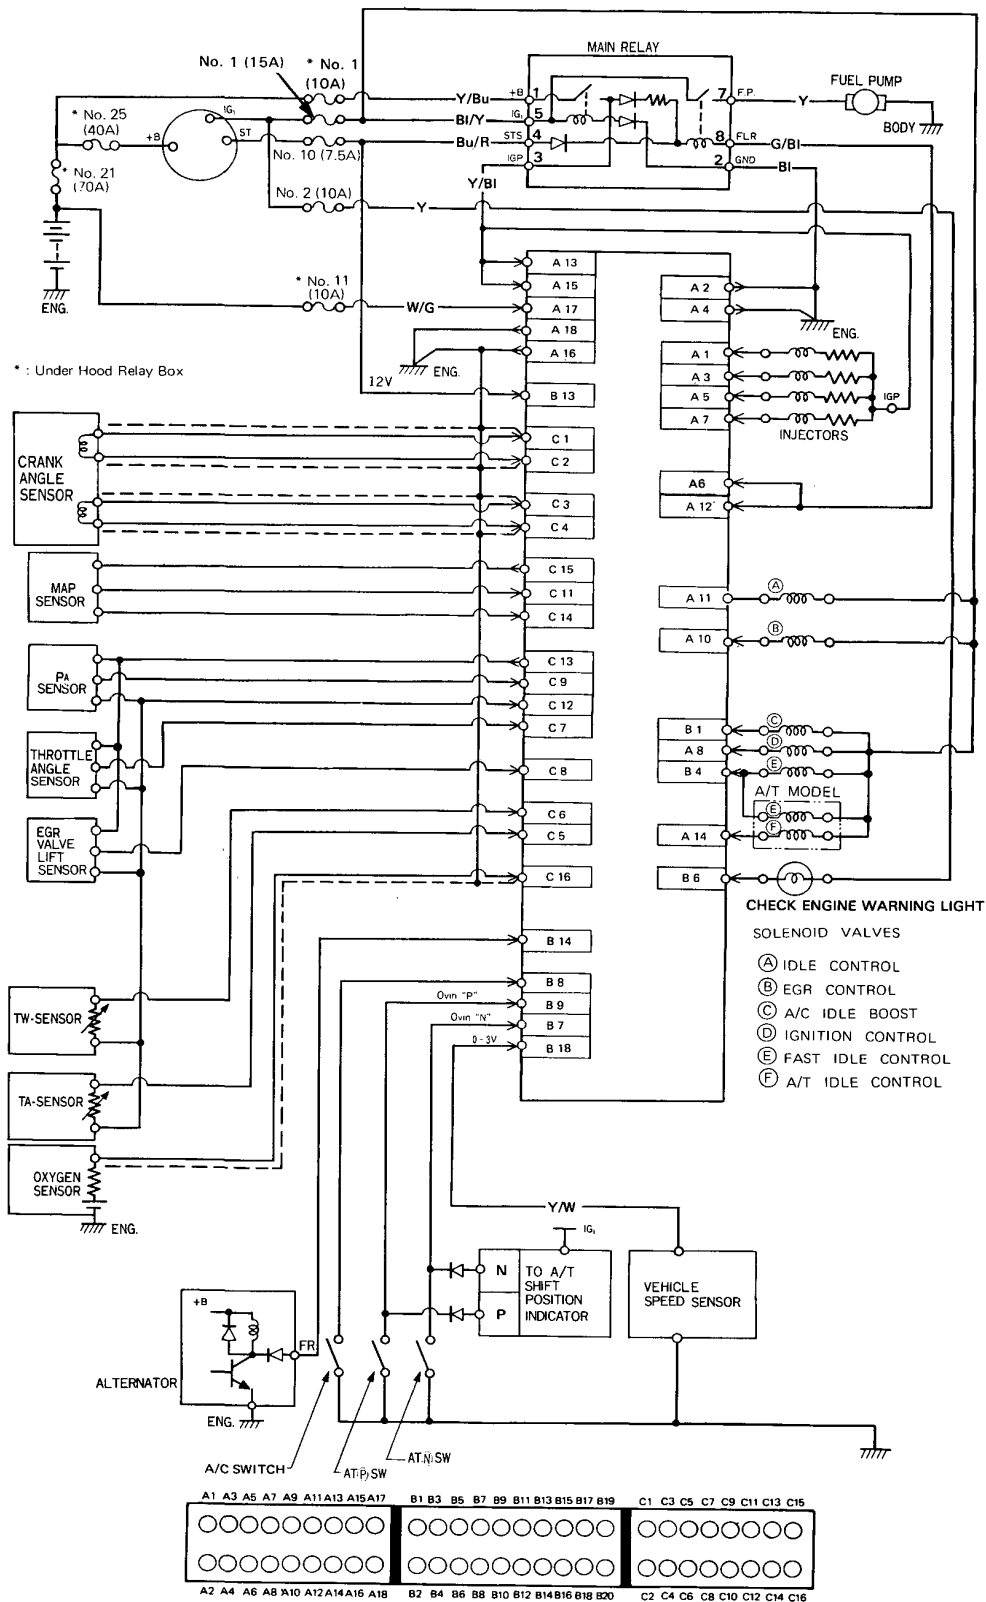 MAIN RELAY
No. 1 (15A)
* No. 1
(10A)
FUEL PUMP
* No. 25
(40A)
IG₁
+B
ST
Y/Bu
+B
1
7
F.P.
Y
Bl/Y
IG₁
5
BODY
No. 10 (7.5A)
Bu/R
STS
4
8
FLR
G/Bl
IGP
3
2
GND
Bl
* No. 21
(70A)
Y/Bl
No. 2 (10A)
Y
ENG.
* No. 11
(10A)
W/G
A 13
A 15
A 17
A 18
A 16
ENG.
A 2
A 4
ENG.
* : Under Hood Relay Box
12V
B 13
A 1
A 3
A 5
A 7
IGP
INJECTORS
CRANK
ANGLE
SENSOR
C 1
C 2
C 3
C 4
A6
A 12
MAP
SENSOR
C 15
C 11
C 14
A 11
A
A 10
B
PA
SENSOR
C 13
C 9
C 12
C 7
THROTTLE
ANGLE
SENSOR
C 8
B 1
C
A 8
D
B 4
E
A/T MODEL
E
A 14
F
EGR
VALVE
LIFT
SENSOR
C 6
C 5
C 16
B 6
CHECK ENGINE WARNING LIGHT
SOLENOID VALVES
A IDLE CONTROL
B EGR CONTROL
C A/C IDLE BOOST
D IGNITION CONTROL
E FAST IDLE CONTROL
F A/T IDLE CONTROL
B 14
B 8
0vin "P"
B 9
0vin "N"
B 7
0-3V
B 18
TW-SENSOR
TA-SENSOR
OXYGEN
SENSOR
ENG.
Y/W
IG₁
N
P
TO A/T
SHIFT
POSITION
INDICATOR
VEHICLE
SPEED SENSOR
+B
FR
ALTERNATOR
ENG.
A/C SWITCH
AT(P) SW
AT(N) SW
A1 A3 A5 A7 A9 A11 A13 A15 A17
B1 B3 B5 B7 B9 B11 B13 B15 B17 B19
C1 C3 C5 C7 C9 C11 C13 C15
A2 A4 A6 A8 A10 A12 A14 A16 A18
B2 B4 B6 B8 B10 B12 B14 B16 B18 B20
C2 C4 C6 C8 C10 C12 C14 C16